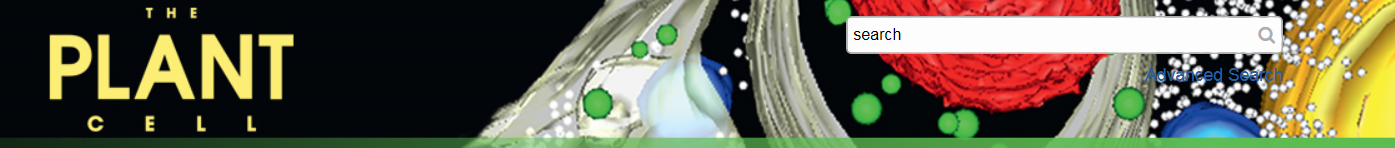 THE
PLANT
CELL
search
Advanced Search